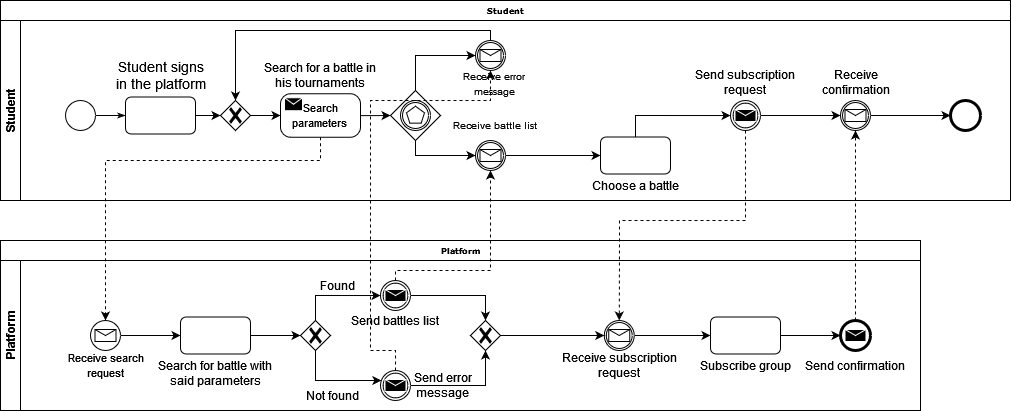 Student
Student
Student signs
in the platform
Search for a battle in
his tournaments
Search
parameters
Receive error
message
Receive battle list
Choose a battle
Send subscription
request
Receive
confirmation
Platform
Platform
Receive search
request
Search for battle with
said parameters
Found
Send battles list
Not found
Send error
message
Receive subscription
request
Subscribe group
Send confirmation